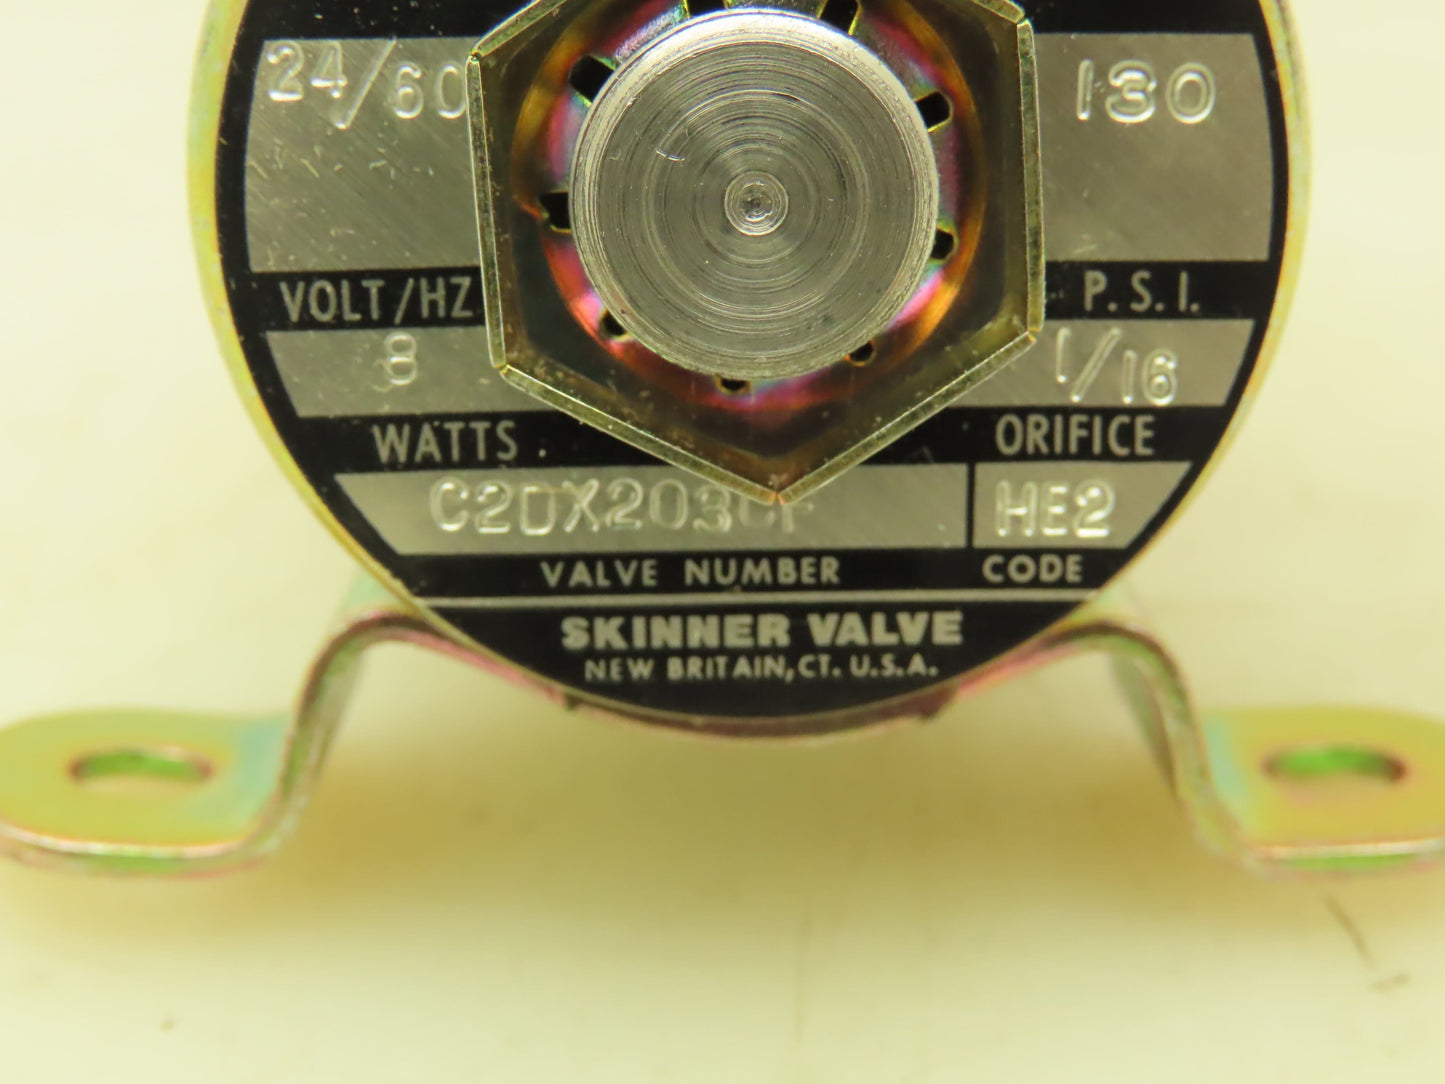 24/60 130
VOLT/HZ P.S.I.
8 1/16
WATTS ORIFICE
HE2
VALVE NUMBER CODE
SKINNER VALVE
NEW BRITAIN, CT. U.S.A.